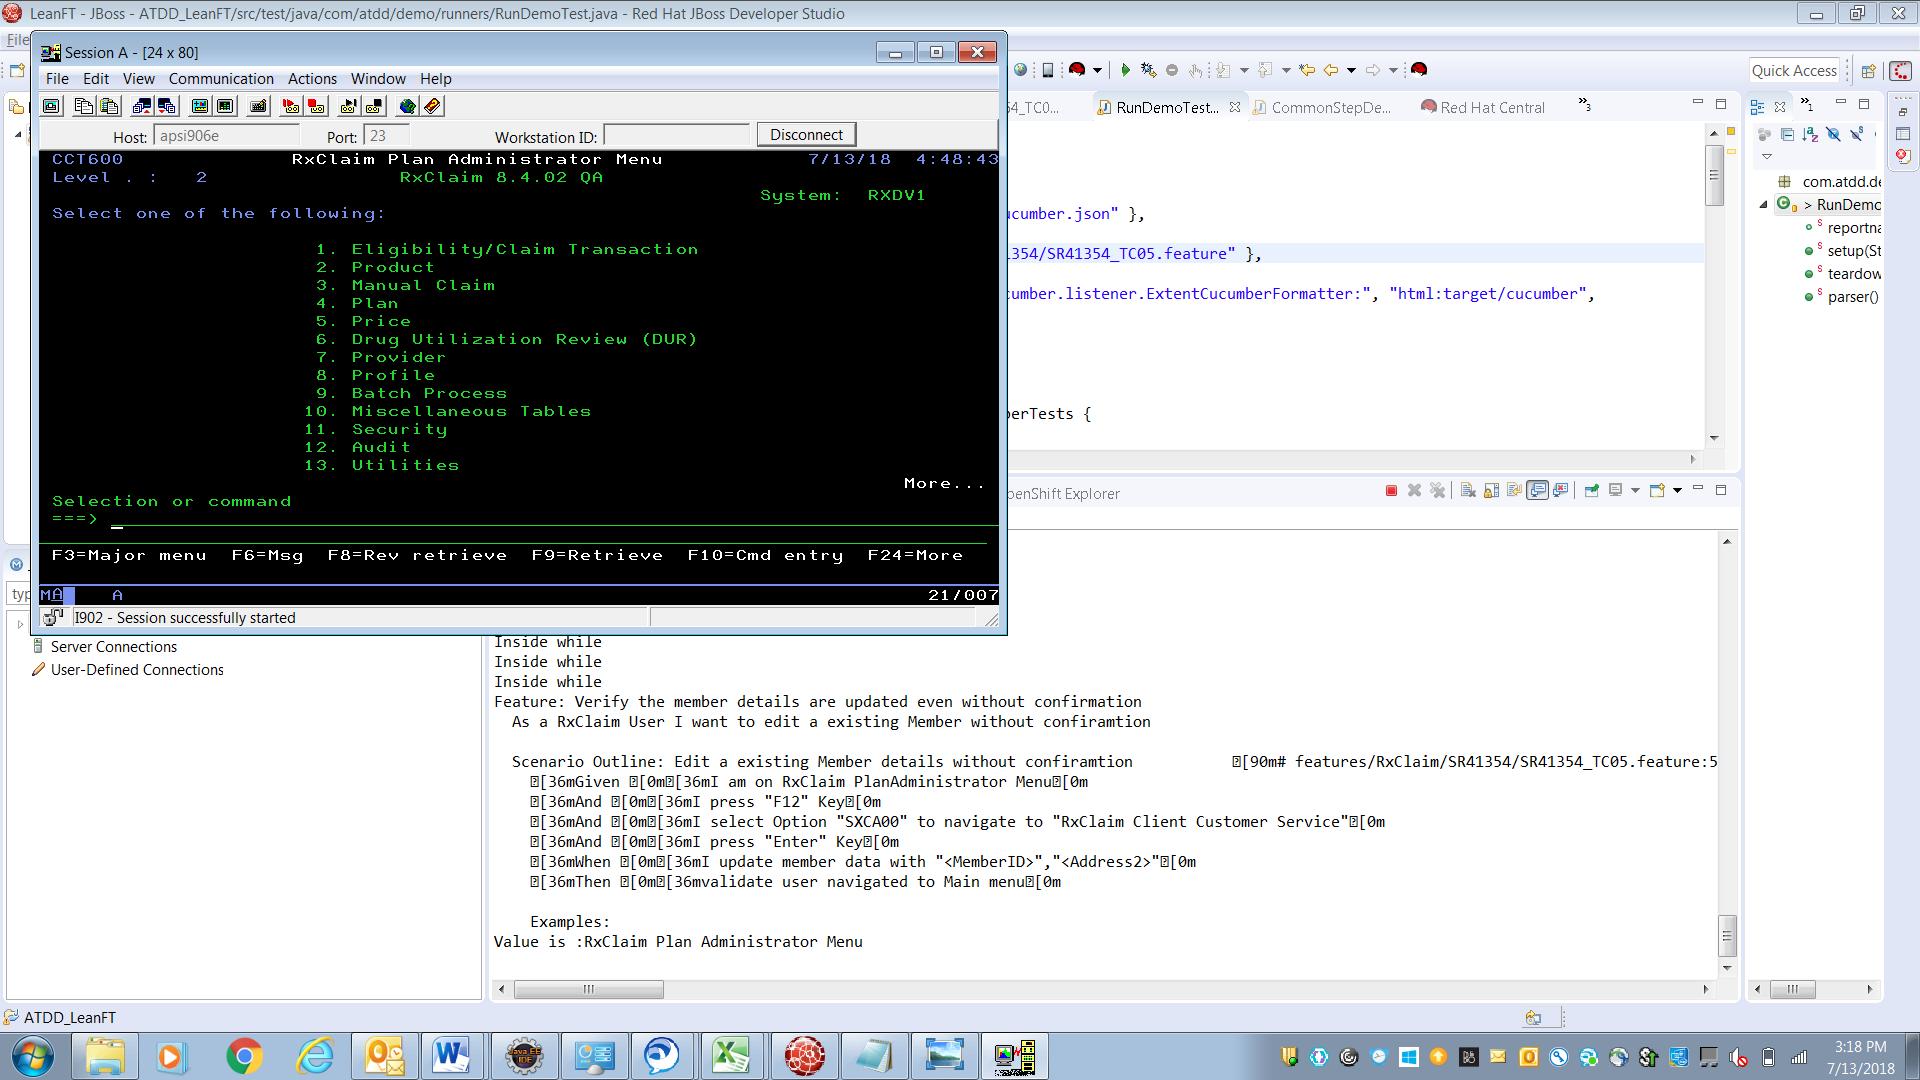 LeanFT - JBoss - ATDD_LeanFT/src/test/java/com/atdd/demo/runners/RunDemoTest.java - Red Hat JBoss Developer Studio
File
Session A - [24 x 80]
File Edit View Communication Actions Window Help
Host: apsi906e Port: 23 Workstation ID: Disconnect
CCT600 RxClaim Plan Administrator Menu 7/13/18 4:48:43
Level . : 2 RxClaim 8.4.02 QA
System: RXDV1
Select one of the following:
1. Eligibility/Claim Transaction
2. Product
3. Manual Claim
4. Plan
5. Price
6. Drug Utilization Review (DUR)
7. Provider
8. Profile
9. Batch Process
10. Miscellaneous Tables
11. Security
12. Audit
13. Utilities
More...
Selection or command
===>
F3=Major menu F6=Msg F8=Rev retrieve F9=Retrieve F10=Cmd entry F24=More
MA A 21/007
I902 - Session successfully started
Quick Access
54_TC0... RunDemoTest... CommonStepDe... Red Hat Central »3
ucumber.json" },
1354/SR41354_TC05.feature" },
cumber.listener.ExtentCucumberFormatter:", "html:target/cucumber",
berTests {
»1
com.atdd.de
> RunDemo
reportna
setup(St
teardow
parser()
penShift Explorer
typ
Server Connections
User-Defined Connections
Inside while
Inside while
Inside while
Feature: Verify the member details are updated even without confirmation
As a RxClaim User I want to edit a existing Member without confiramtion
Scenario Outline: Edit a existing Member details without confiramtion [90m# features/RxClaim/SR41354/SR41354_TC05.feature:5
[36mGiven [0m[36mI am on RxClaim PlanAdministrator Menu[0m
[36mAnd [0m[36mI press "F12" Key[0m
[36mAnd [0m[36mI select Option "SXCA00" to navigate to "RxClaim Client Customer Service"[0m
[36mAnd [0m[36mI press "Enter" Key[0m
[36mWhen [0m[36mI update member data with "<MemberID>","<Address2>"[0m
[36mThen [0m[36mvalidate user navigated to Main menu[0m
Examples:
Value is :RxClaim Plan Administrator Menu
ATDD_LeanFT
3:18 PM
7/13/2018